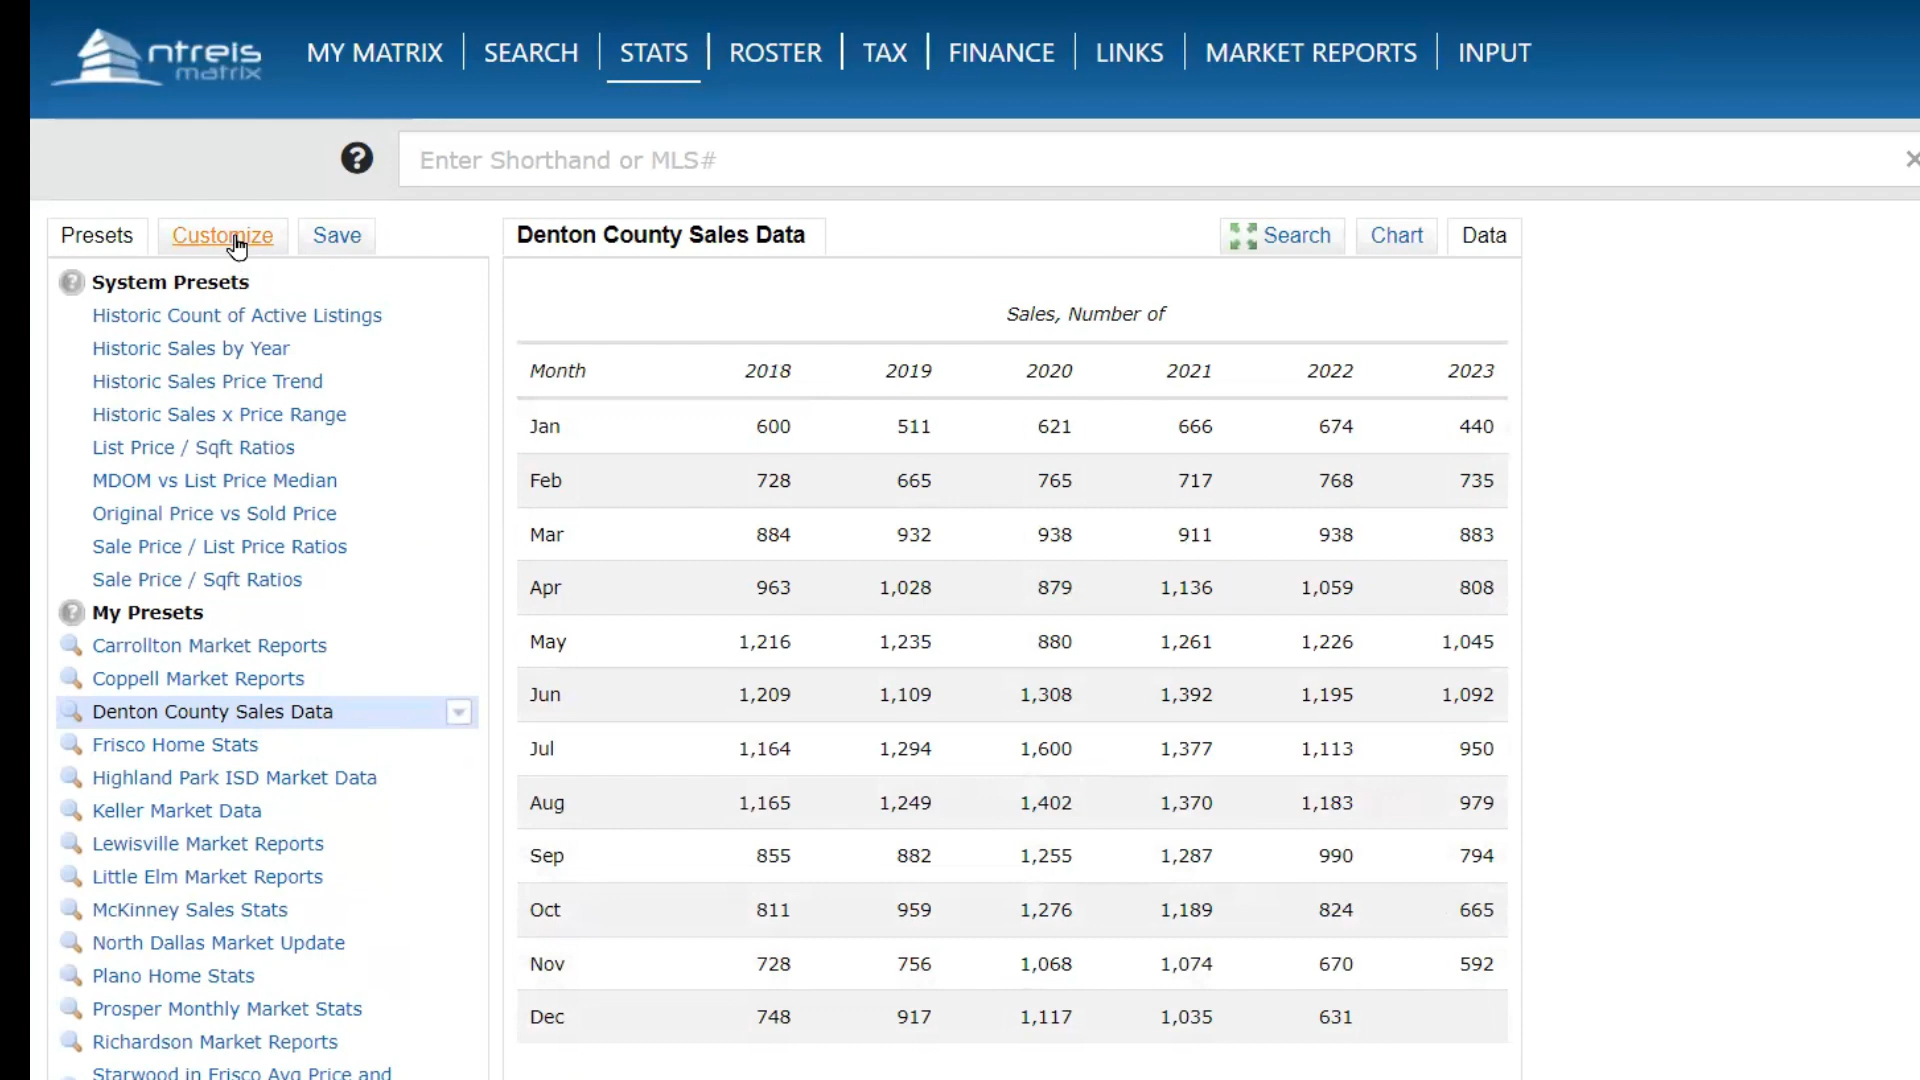 ntreis
matrix
MY MATRIX SEARCH STATS ROSTER TAX FINANCE LINKS MARKET REPORTS INPUT
? Enter Shorthand or MLS# ×
Presets Customize Save
? System Presets
Historic Count of Active Listings
Historic Sales by Year
Historic Sales Price Trend
Historic Sales x Price Range
List Price / Sqft Ratios
MDOM vs List Price Median
Original Price vs Sold Price
Sale Price / List Price Ratios
Sale Price / Sqft Ratios
? My Presets
Carrollton Market Reports
Coppell Market Reports
Denton County Sales Data
Frisco Home Stats
Highland Park ISD Market Data
Keller Market Data
Lewisville Market Reports
Little Elm Market Reports
McKinney Sales Stats
North Dallas Market Update
Plano Home Stats
Prosper Monthly Market Stats
Richardson Market Reports
Starwood in Frisco Avg Price and
Denton County Sales Data Search Chart Data
Sales, Number of
Month 2018 2019 2020 2021 2022 2023
Jan 600 511 621 666 674 440
Feb 728 665 765 717 768 735
Mar 884 932 938 911 938 883
Apr 963 1,028 879 1,136 1,059 808
May 1,216 1,235 880 1,261 1,226 1,045
Jun 1,209 1,109 1,308 1,392 1,195 1,092
Jul 1,164 1,294 1,600 1,377 1,113 950
Aug 1,165 1,249 1,402 1,370 1,183 979
Sep 855 882 1,255 1,287 990 794
Oct 811 959 1,276 1,189 824 665
Nov 728 756 1,068 1,074 670 592
Dec 748 917 1,117 1,035 631